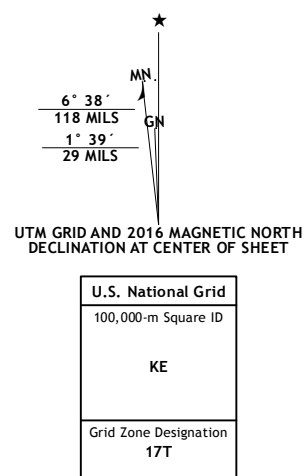 ★
MN.
GN
6° 38´
118 MILS
1° 39´
29 MILS
UTM GRID AND 2016 MAGNETIC NORTH
DECLINATION AT CENTER OF SHEET
U.S. National Grid
100,000-m Square ID
KE
Grid Zone Designation
17T